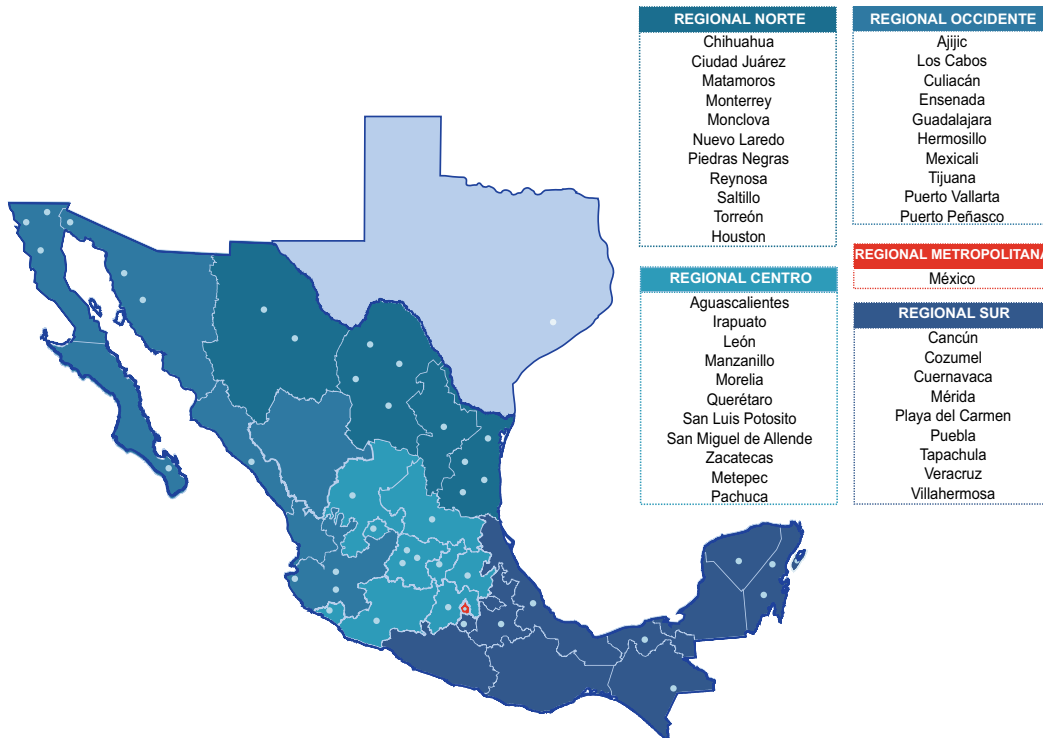 REGIONAL NORTE
Chihuahua
Ciudad Juárez
Matamoros
Monterrey
Monclova
Nuevo Laredo
Piedras Negras
Reynosa
Saltillo
Torreón
Houston
REGIONAL OCCIDENTE
Ajijic
Los Cabos
Culiacán
Ensenada
Guadalajara
Hermosillo
Mexicali
Tijuana
Puerto Vallarta
Puerto Peñasco
REGIONAL CENTRO
Aguascalientes
Irapuato
León
Manzanillo
Morelia
Querétaro
San Luis Potosito
San Miguel de Allende
Zacatecas
Metepec
Pachuca
REGIONAL METROPOLITANA
México
REGIONAL SUR
Cancún
Cozumel
Cuernavaca
Mérida
Playa del Carmen
Puebla
Tapachula
Veracruz
Villahermosa